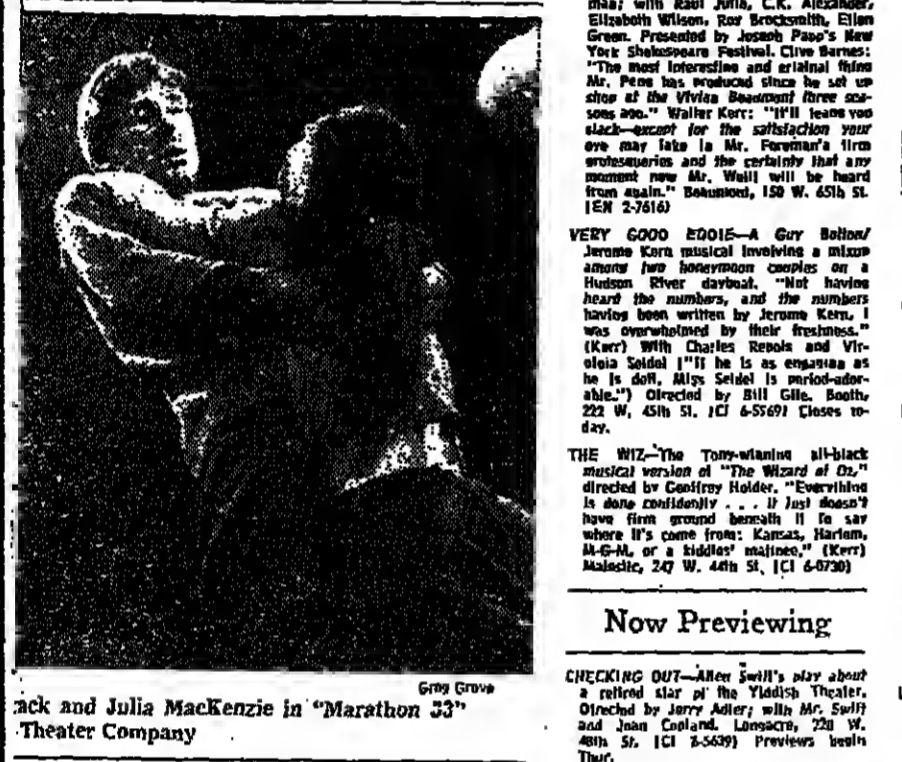 Greg Grove
ack and Julia MacKenzie in "Marathon 33"
Theater Company
man; with Raul Julia, C.K. Alexander,
Elizabeth Wilson, Roy Brocksmith, Ellen
Green. Presented by Joseph Papp's New
York Shakespeare Festival. Clive Barnes:
"The most interesting and original thing
Mr. Papp has produced since he set up
shop at the Vivian Beaumont three sea-
sons ago." Walter Kerr: "It'll leave you
slack—except for the satisfaction your
eye may take in Mr. Foreman's firm
grotesqueries and the certainty that any
moment now Mr. Weill will be heard
from again." Beaumont, 150 W. 65th St.
(EN 2-7616)
VERY GOOD EDDIE—A Guy Bolton/
Jerome Kern musical involving a mixup
among two honeymoon couples on a
Hudson River dayboat. "Not having
heard the numbers, and the numbers
having been written by Jerome Kern, I
was overwhelmed by their freshness."
(Kerr) With Charles Repole and Vir-
ginia Seidel ("If he is as engaging as
he is deft, Miss Seidel is period-ador-
able.") Directed by Bill Gile. Booth,
222 W. 45th St. (CI 6-5569) Closes to-
day.
THE WIZ—The Tony-winning all-black
musical version of "The Wizard of Oz,"
directed by Geoffrey Holder. "Everything
is done confidently . . . it just doesn't
have firm ground beneath it to say
where it's come from: Kansas, Harlem,
M-G-M, or a kiddies' matinee." (Kerr)
Majestic, 247 W. 44th St. (CI 6-0730)
Now Previewing
CHECKING OUT—Allen Swift's play about
a retired star of the Yiddish Theater.
Directed by Jerry Adler; with Mr. Swift
and Joan Copland. Longacre, 220 W.
48th St. (CI 6-5639) Previews begin
Thur.